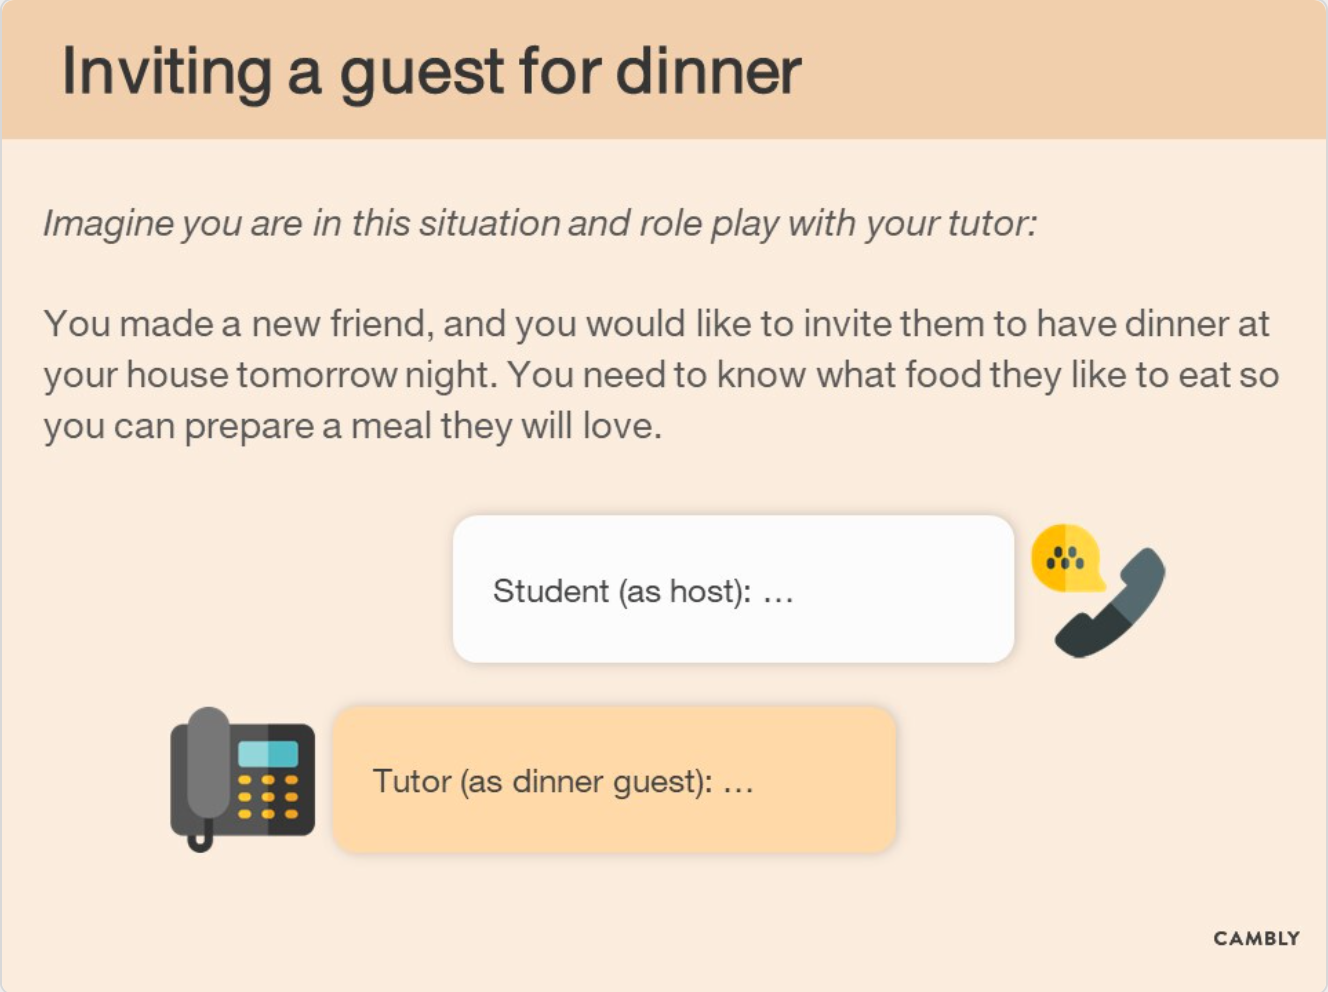 Inviting a guest for dinner
Imagine you are in this situation and role play with your tutor:
You made a new friend, and you would like to invite them to have dinner at
your house tomorrow night. You need to know what food they like to eat so
you can prepare a meal they will love.
Student (as host): ...
Tutor (as dinner guest): ...
CAMBLY